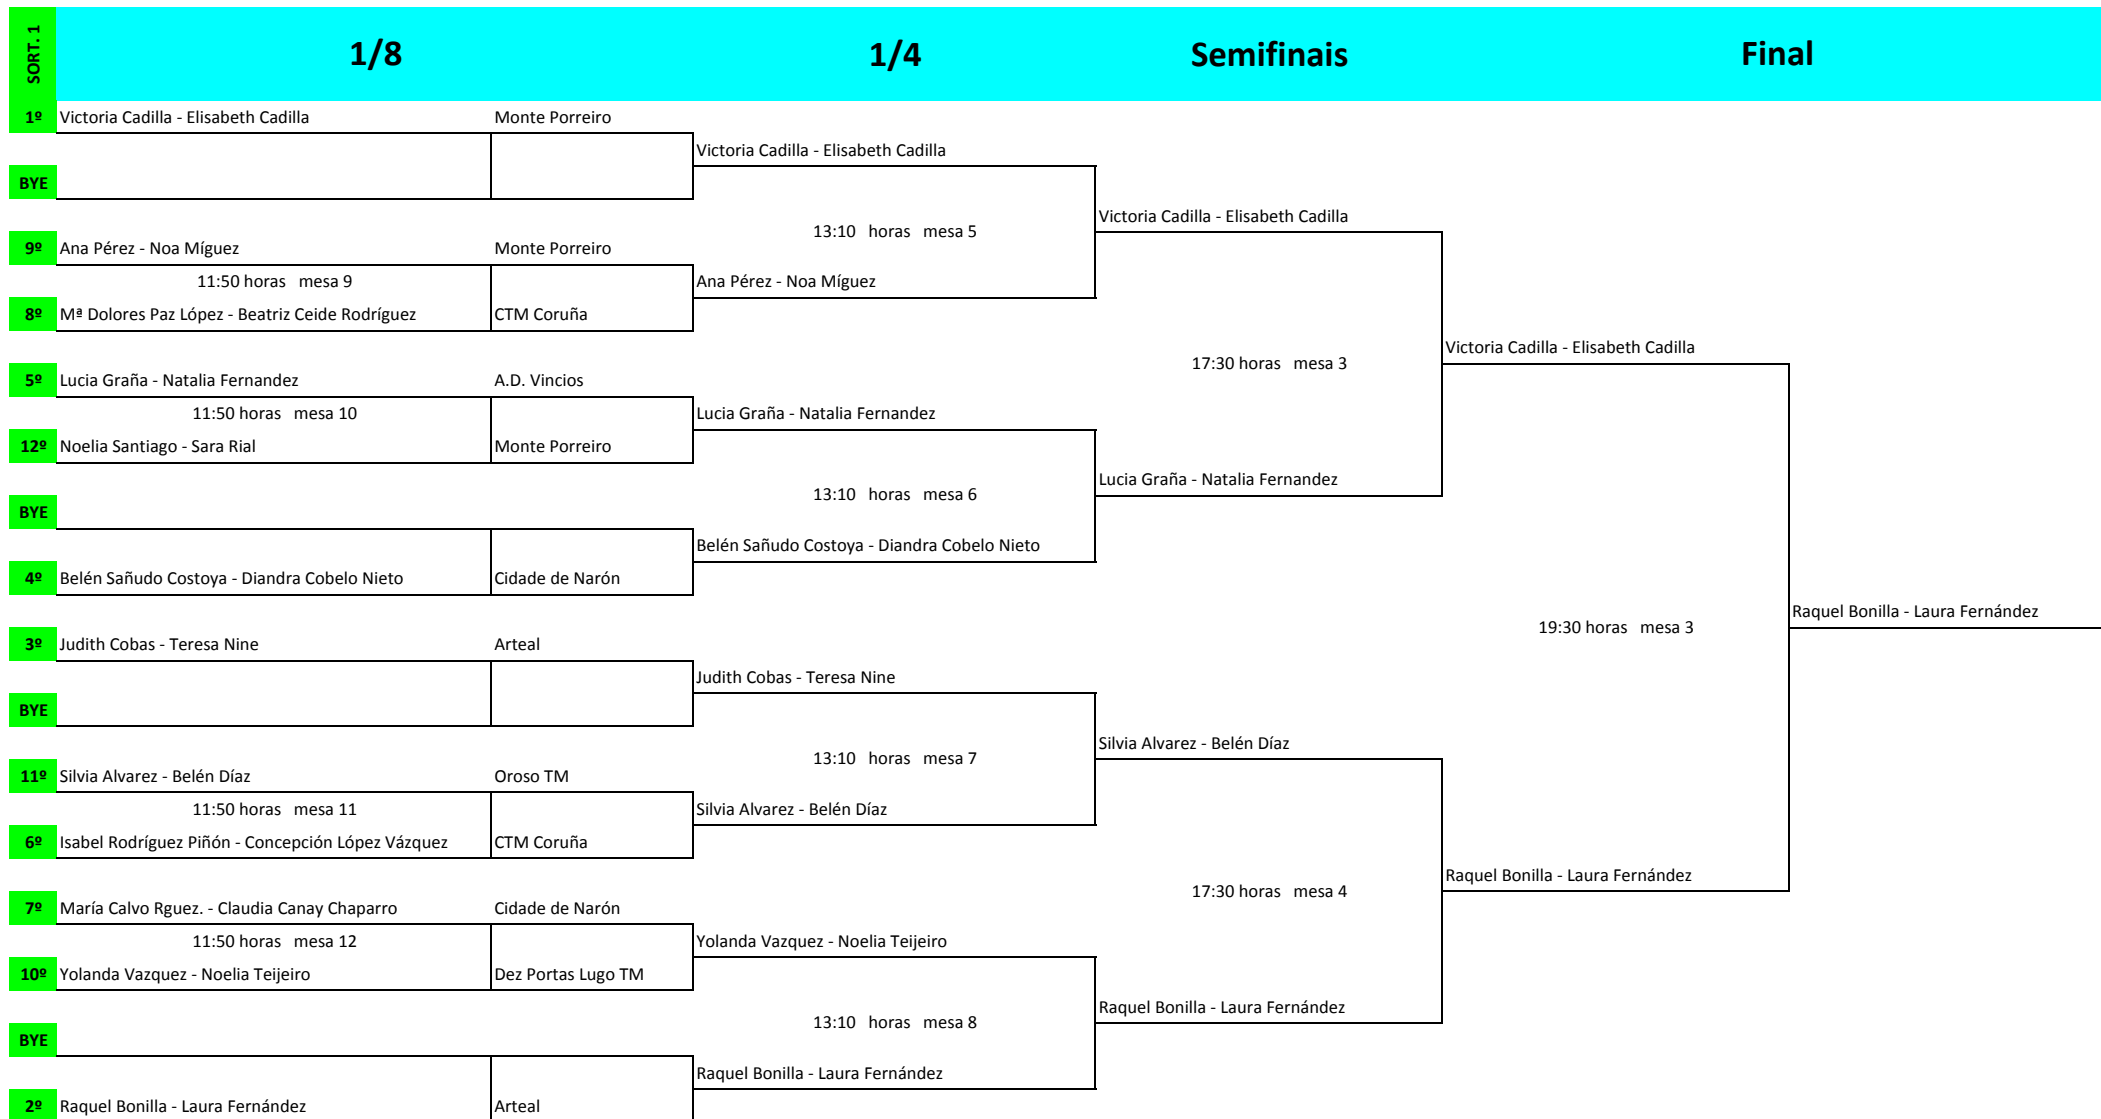 SORT. 1
1/8 1/4 Semifinais Final
1º Victoria Cadilla - Elisabeth Cadilla Monte Porreiro
Victoria Cadilla - Elisabeth Cadilla
BYE
Victoria Cadilla - Elisabeth Cadilla
13:10 horas mesa 5
9º Ana Pérez - Noa Míguez Monte Porreiro
11:50 horas mesa 9
Ana Pérez - Noa Míguez
8º Mª Dolores Paz López - Beatriz Ceide Rodríguez CTM Coruña
Victoria Cadilla - Elisabeth Cadilla
17:30 horas mesa 3
5º Lucia Graña - Natalia Fernandez A.D. Vincios
11:50 horas mesa 10
Lucia Graña - Natalia Fernandez
12º Noelia Santiago - Sara Rial Monte Porreiro
Lucia Graña - Natalia Fernandez
13:10 horas mesa 6
BYE
Belén Sañudo Costoya - Diandra Cobelo Nieto
4º Belén Sañudo Costoya - Diandra Cobelo Nieto Cidade de Narón
Raquel Bonilla - Laura Fernández
19:30 horas mesa 3
3º Judith Cobas - Teresa Nine Arteal
Judith Cobas - Teresa Nine
BYE
Silvia Alvarez - Belén Díaz
13:10 horas mesa 7
11º Silvia Alvarez - Belén Díaz Oroso TM
11:50 horas mesa 11
Silvia Alvarez - Belén Díaz
6º Isabel Rodríguez Piñón - Concepción López Vázquez CTM Coruña
Raquel Bonilla - Laura Fernández
17:30 horas mesa 4
7º María Calvo Rguez. - Claudia Canay Chaparro Cidade de Narón
11:50 horas mesa 12
Yolanda Vazquez - Noelia Teijeiro
10º Yolanda Vazquez - Noelia Teijeiro Dez Portas Lugo TM
Raquel Bonilla - Laura Fernández
13:10 horas mesa 8
BYE
Raquel Bonilla - Laura Fernández
2º Raquel Bonilla - Laura Fernández Arteal